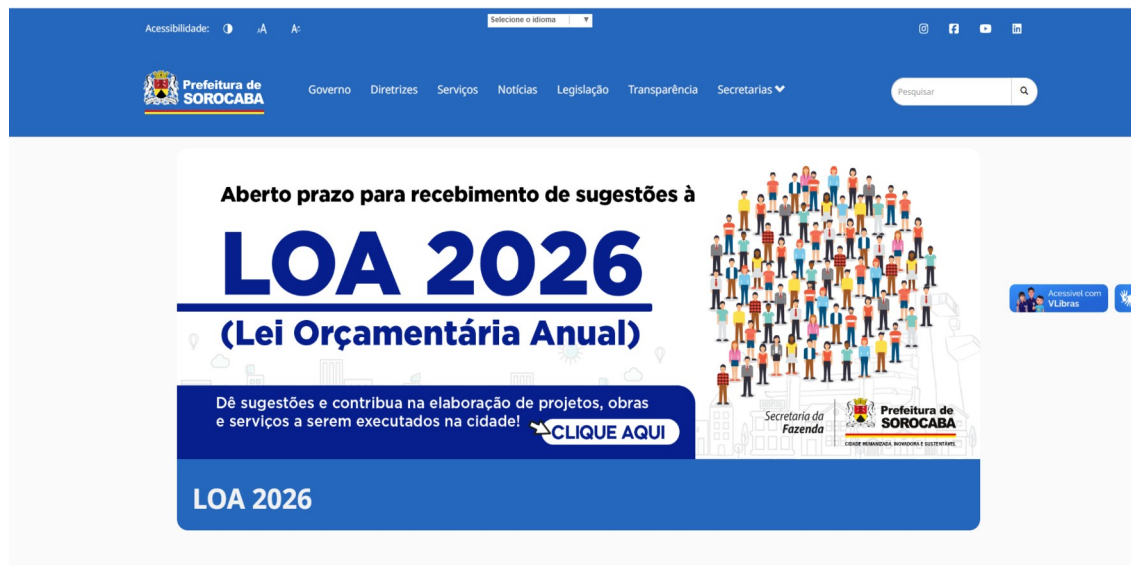 Acessibilidade:
A
A
Selecione o idioma
▼
Prefeitura de
SOROCABA
Governo
Diretrizes
Serviços
Notícias
Legislação
Transparência
Secretarias
Pesquisar
Aberto prazo para recebimento de sugestões à
LOA 2026
(Lei Orçamentária Anual)
Dê sugestões e contribua na elaboração de projetos, obras
e serviços a serem executados na cidade!
CLIQUE AQUI
Secretaria da
Fazenda
Prefeitura de
SOROCABA
CIDADE HUMANIZADA, INOVADORA E SUSTENTÁVEL
Acessível com
VLibras
LOA 2026